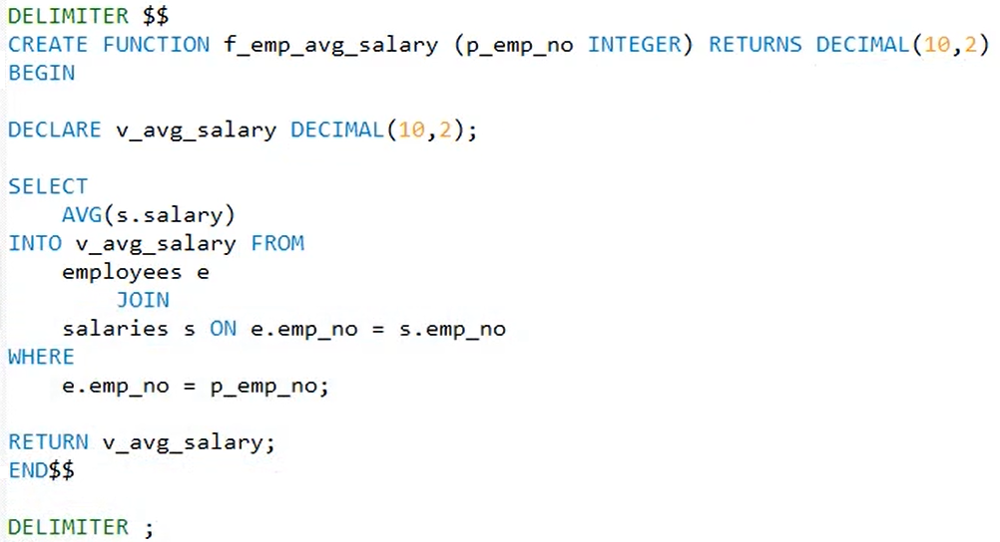 DELIMITER $$
CREATE FUNCTION f_emp_avg_salary (p_emp_no INTEGER) RETURNS DECIMAL(10,2)
BEGIN
DECLARE v_avg_salary DECIMAL(10,2);
SELECT
AVG(s.salary)
INTO v_avg_salary FROM
employees e
JOIN
salaries s ON e.emp_no = s.emp_no
WHERE
e.emp_no = p_emp_no;
RETURN v_avg_salary;
END$$
DELIMITER ;